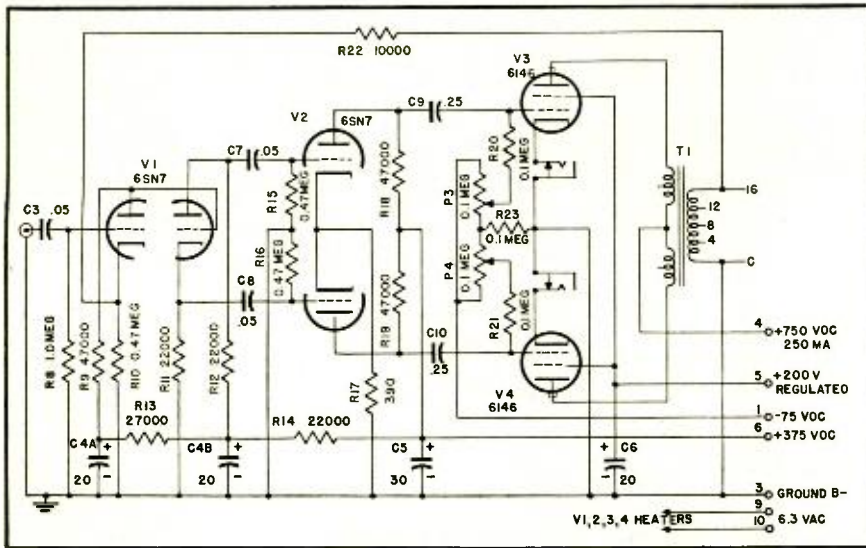 R22 10000
V3
6146
C9 .25
V2
6SN7
C7 .05
V1
6SN7
T1
R20
0.1 MEG
R15
0.47 MEG
R18 47000
C3 .05
P3
0.1 MEG
16
12
8
4
C
R23
0.1 MEG
R16
0.47 MEG
C8
.05
P4
0.1 MEG
R19 47000
R21
0.1 MEG
C10
.25
R8 1.0 MEG
R9 47000
R10 0.47 MEG
R11 22000
R12 22000
R17
390
V4
6146
4 +750 VDC
250 MA
5 +200 V
REGULATED
1 -75 VDC
6 +375 VDC
R13
27000
R14 22000
C4A +
20 -
C4B +
20 -
C5 +
30 -
+ C6
- 20
3 GROUND B-
9
V1,2,3,4 HEATERS
10 6.3 VAC